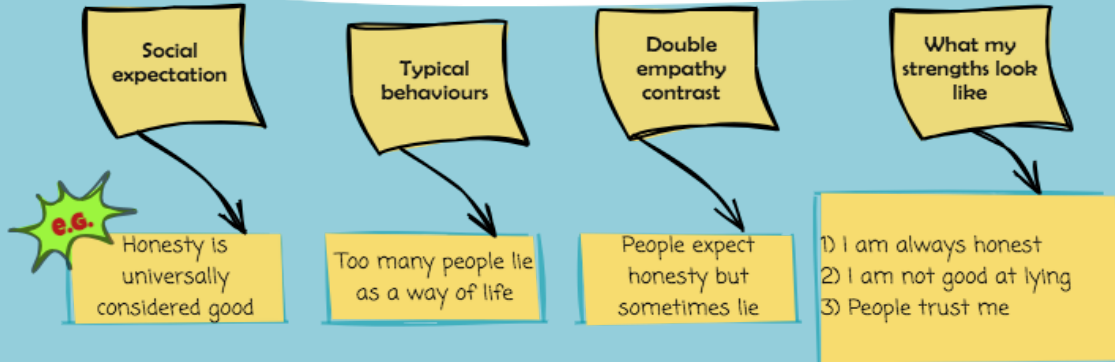 Social
expectation
Typical
behaviours
Double
empathy
contrast
What my
strengths look
like
e.G.
Honesty is
universally
considered good
Too many people lie
as a way of life
People expect
honesty but
sometimes lie
1) I am always honest
2) I am not good at lying
3) People trust me